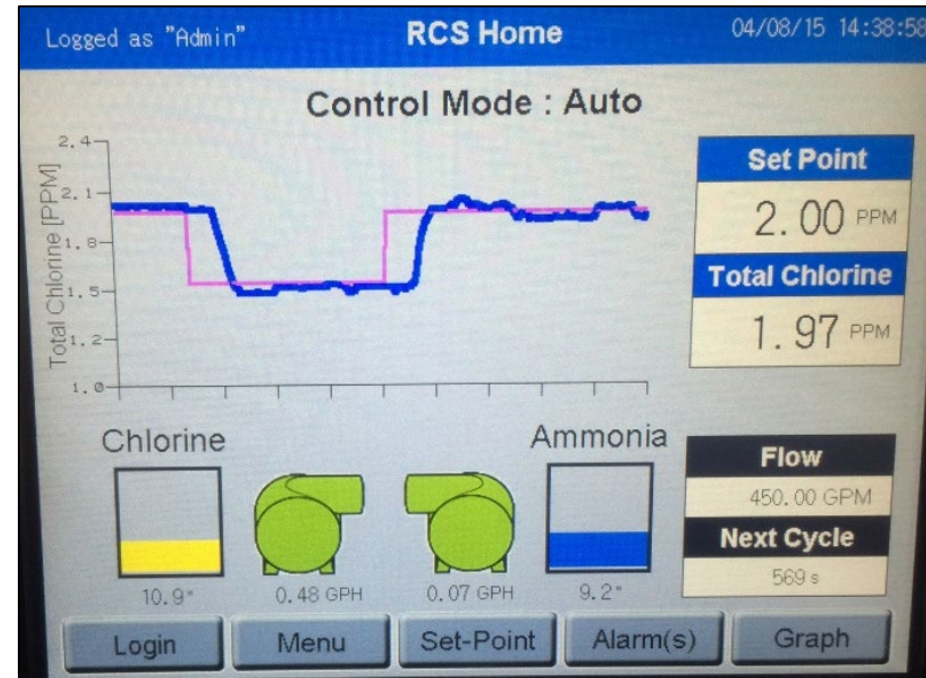 Logged as "Admin"
RCS Home
04/08/15 14:38:58
Control Mode : Auto
Total Chlorine [PPM]
2.4
2.1
1.8
1.5
1.2
1.0
Set Point
2.00 PPM
Total Chlorine
1.97 PPM
Chlorine
Ammonia
10.9"
0.48 GPH
0.07 GPH
9.2"
Flow
450.00 GPM
Next Cycle
569 s
Login
Menu
Set-Point
Alarm(s)
Graph